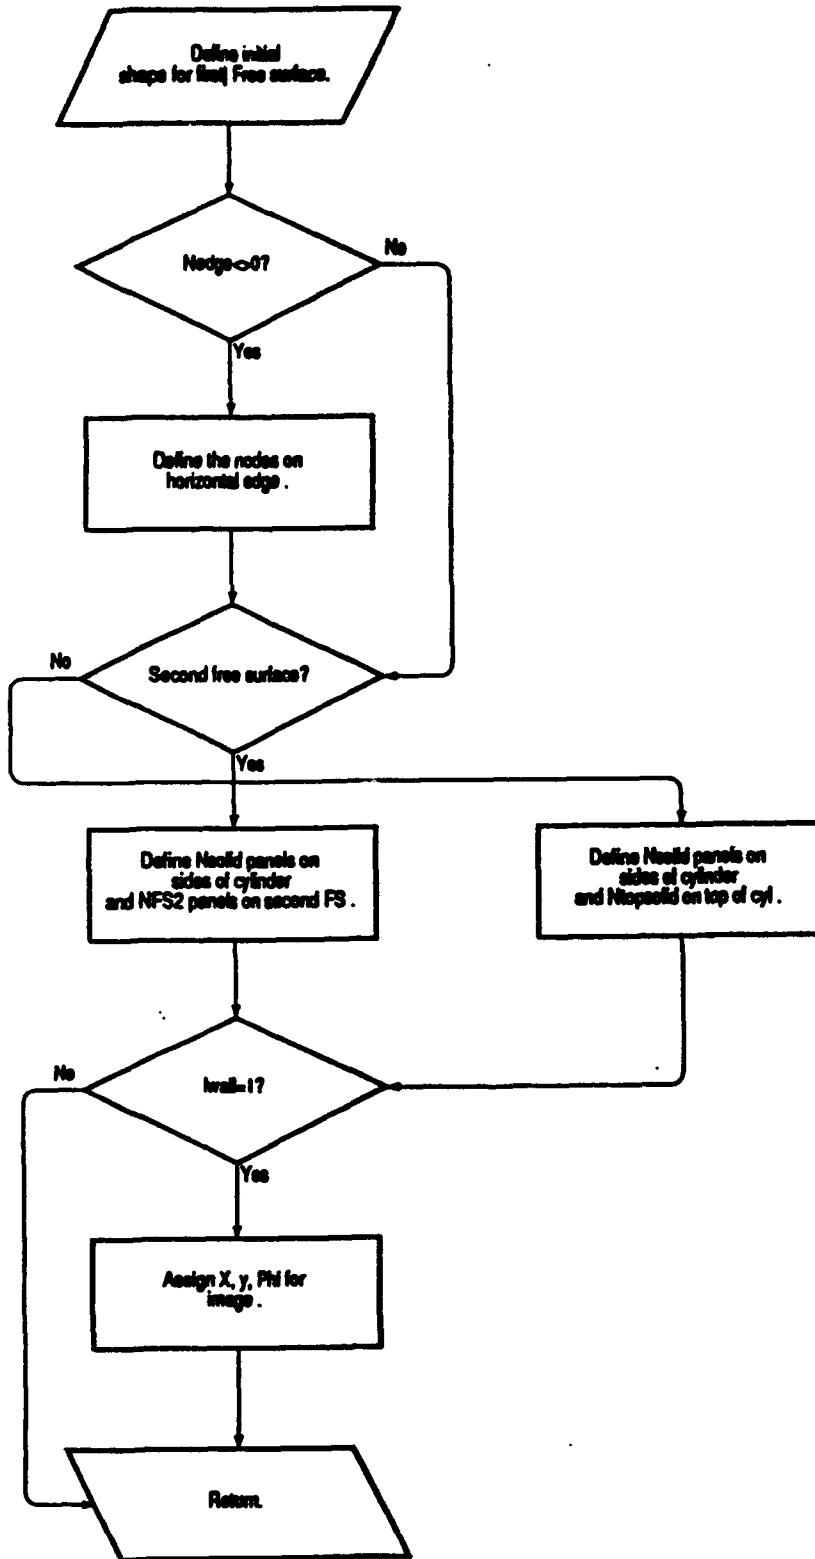 Define initial
shape for first| Free surface.
Nedge<>0?
No
Yes
Define the nodes on
horizontal edge .
No
Second free surface?
Yes
Define Nsolid panels on
sides of cylinder
and NFS2 panels on second FS .
Define Nsolid panels on
sides of cylinder
and Ntopsolid on top of cyl .
No
Iwall=1?
Yes
Assign X, y, Phi for
image .
Return.